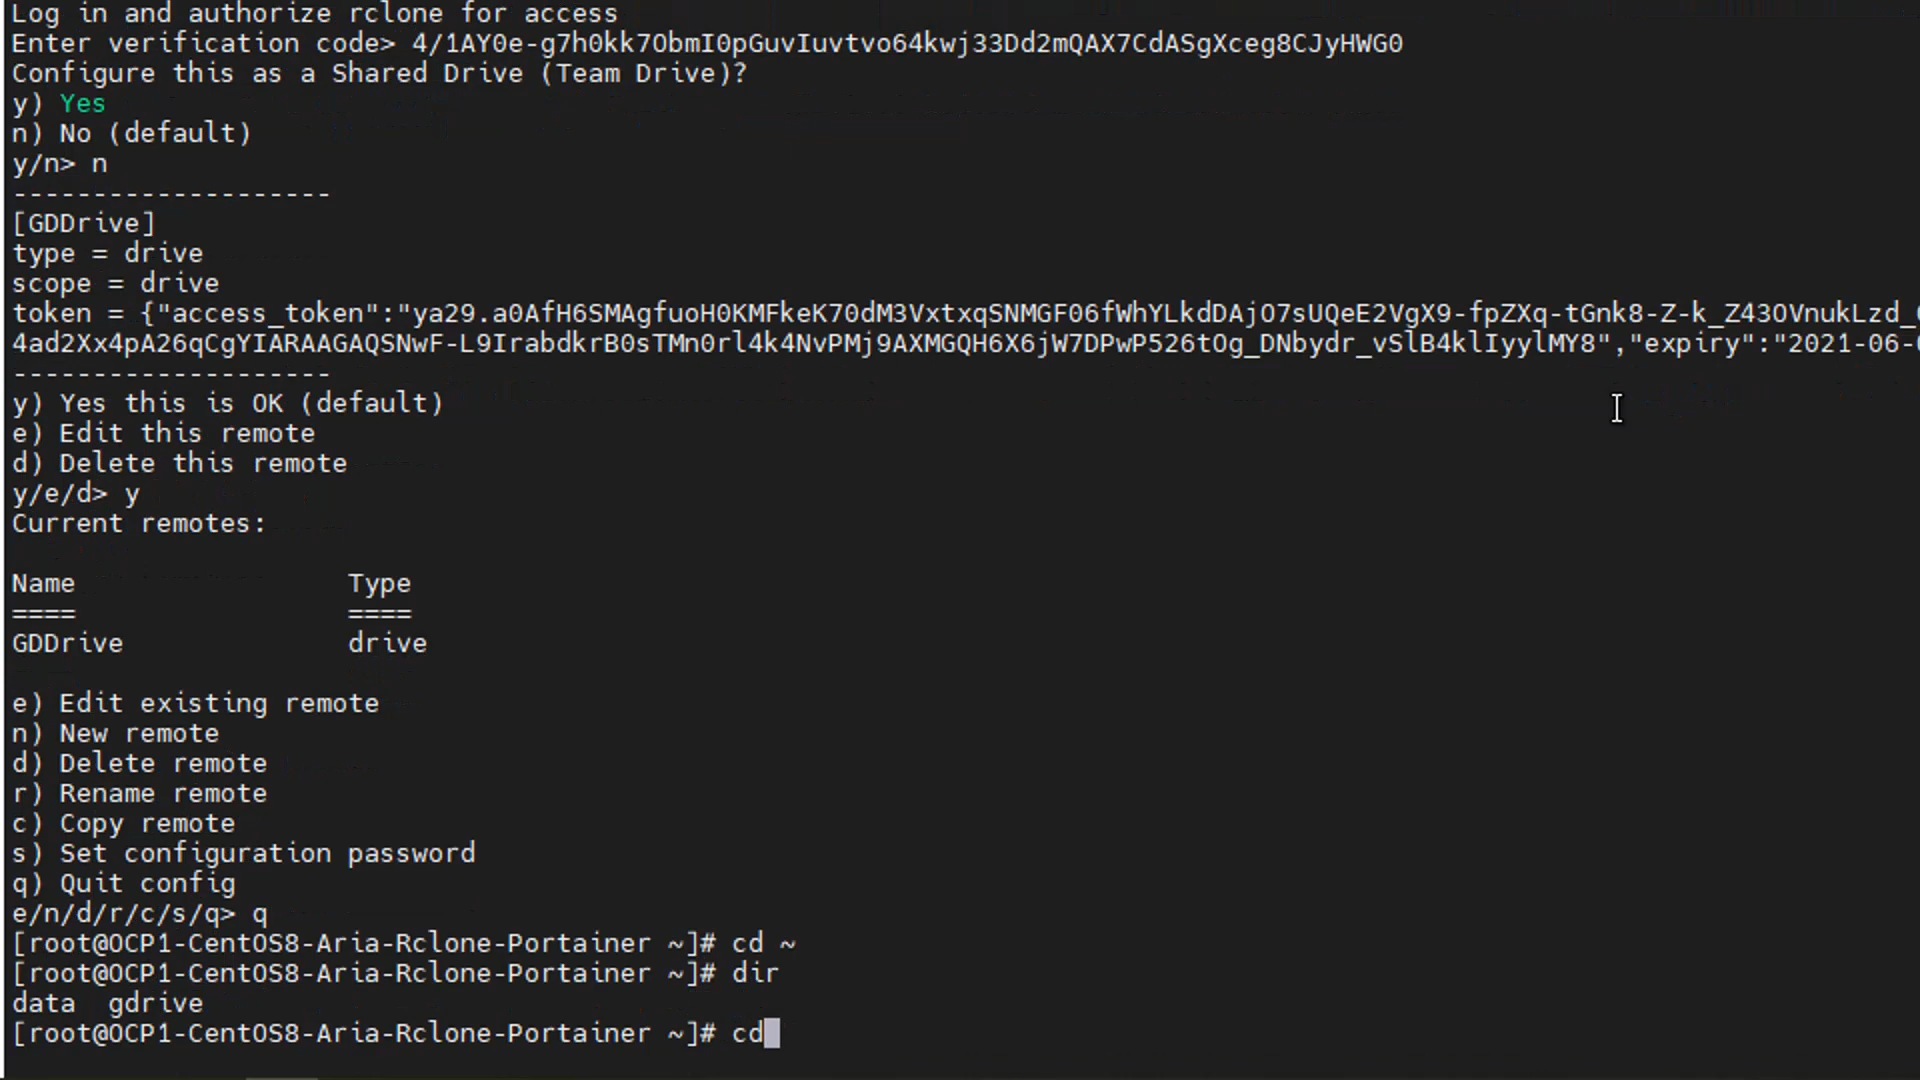 Log in and authorize rclone for access
Enter verification code> 4/1AY0e-g7h0kk7ObmI0pGuvIuvtvo64kwj33Dd2mQAX7CdASgXceg8CJyHWG0
Configure this as a Shared Drive (Team Drive)?
y) Yes
n) No (default)
y/n> n
--------------------
[GDDrive]
type = drive
scope = drive
token = {"access_token":"ya29.a0AfH6SMAgfuoH0KMFkeK70dM3VxtxqSNMGF06fWhYLkdDAjO7sUQeE2VgX9-fpZXq-tGnk8-Z-k_Z43OVnukLzd_
4ad2Xx4pA26qCgYIARAAGAQSNwF-L9IrabdkrB0sTMn0rl4k4NvPMj9AXMGQH6X6jW7DPwP526tOg_DNbydr_vSlB4klIyylMY8","expiry":"2021-06-
--------------------
y) Yes this is OK (default)
e) Edit this remote
d) Delete this remote
y/e/d> y
Current remotes:
Name Type
==== ====
GDDrive drive
e) Edit existing remote
n) New remote
d) Delete remote
r) Rename remote
c) Copy remote
s) Set configuration password
q) Quit config
e/n/d/r/c/s/q> q
[root@OCP1-CentOS8-Aria-Rclone-Portainer ~]# cd ~
[root@OCP1-CentOS8-Aria-Rclone-Portainer ~]# dir
data gdrive
[root@OCP1-CentOS8-Aria-Rclone-Portainer ~]# cd